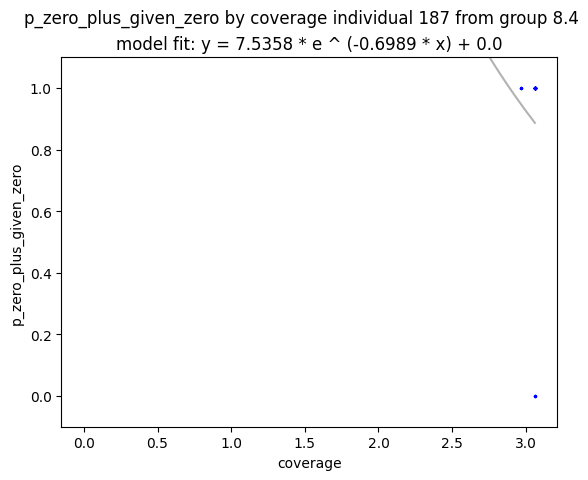 p_zero_plus_given_zero by coverage individual 187 from group 8.4
model fit: y = 7.5358 * e ^ (-0.6989 * x) + 0.0
1.0
0.8
0.6
0.4
0.2
0.0
p_zero_plus_given_zero
0.0 0.5 1.0 1.5 2.0 2.5 3.0
coverage